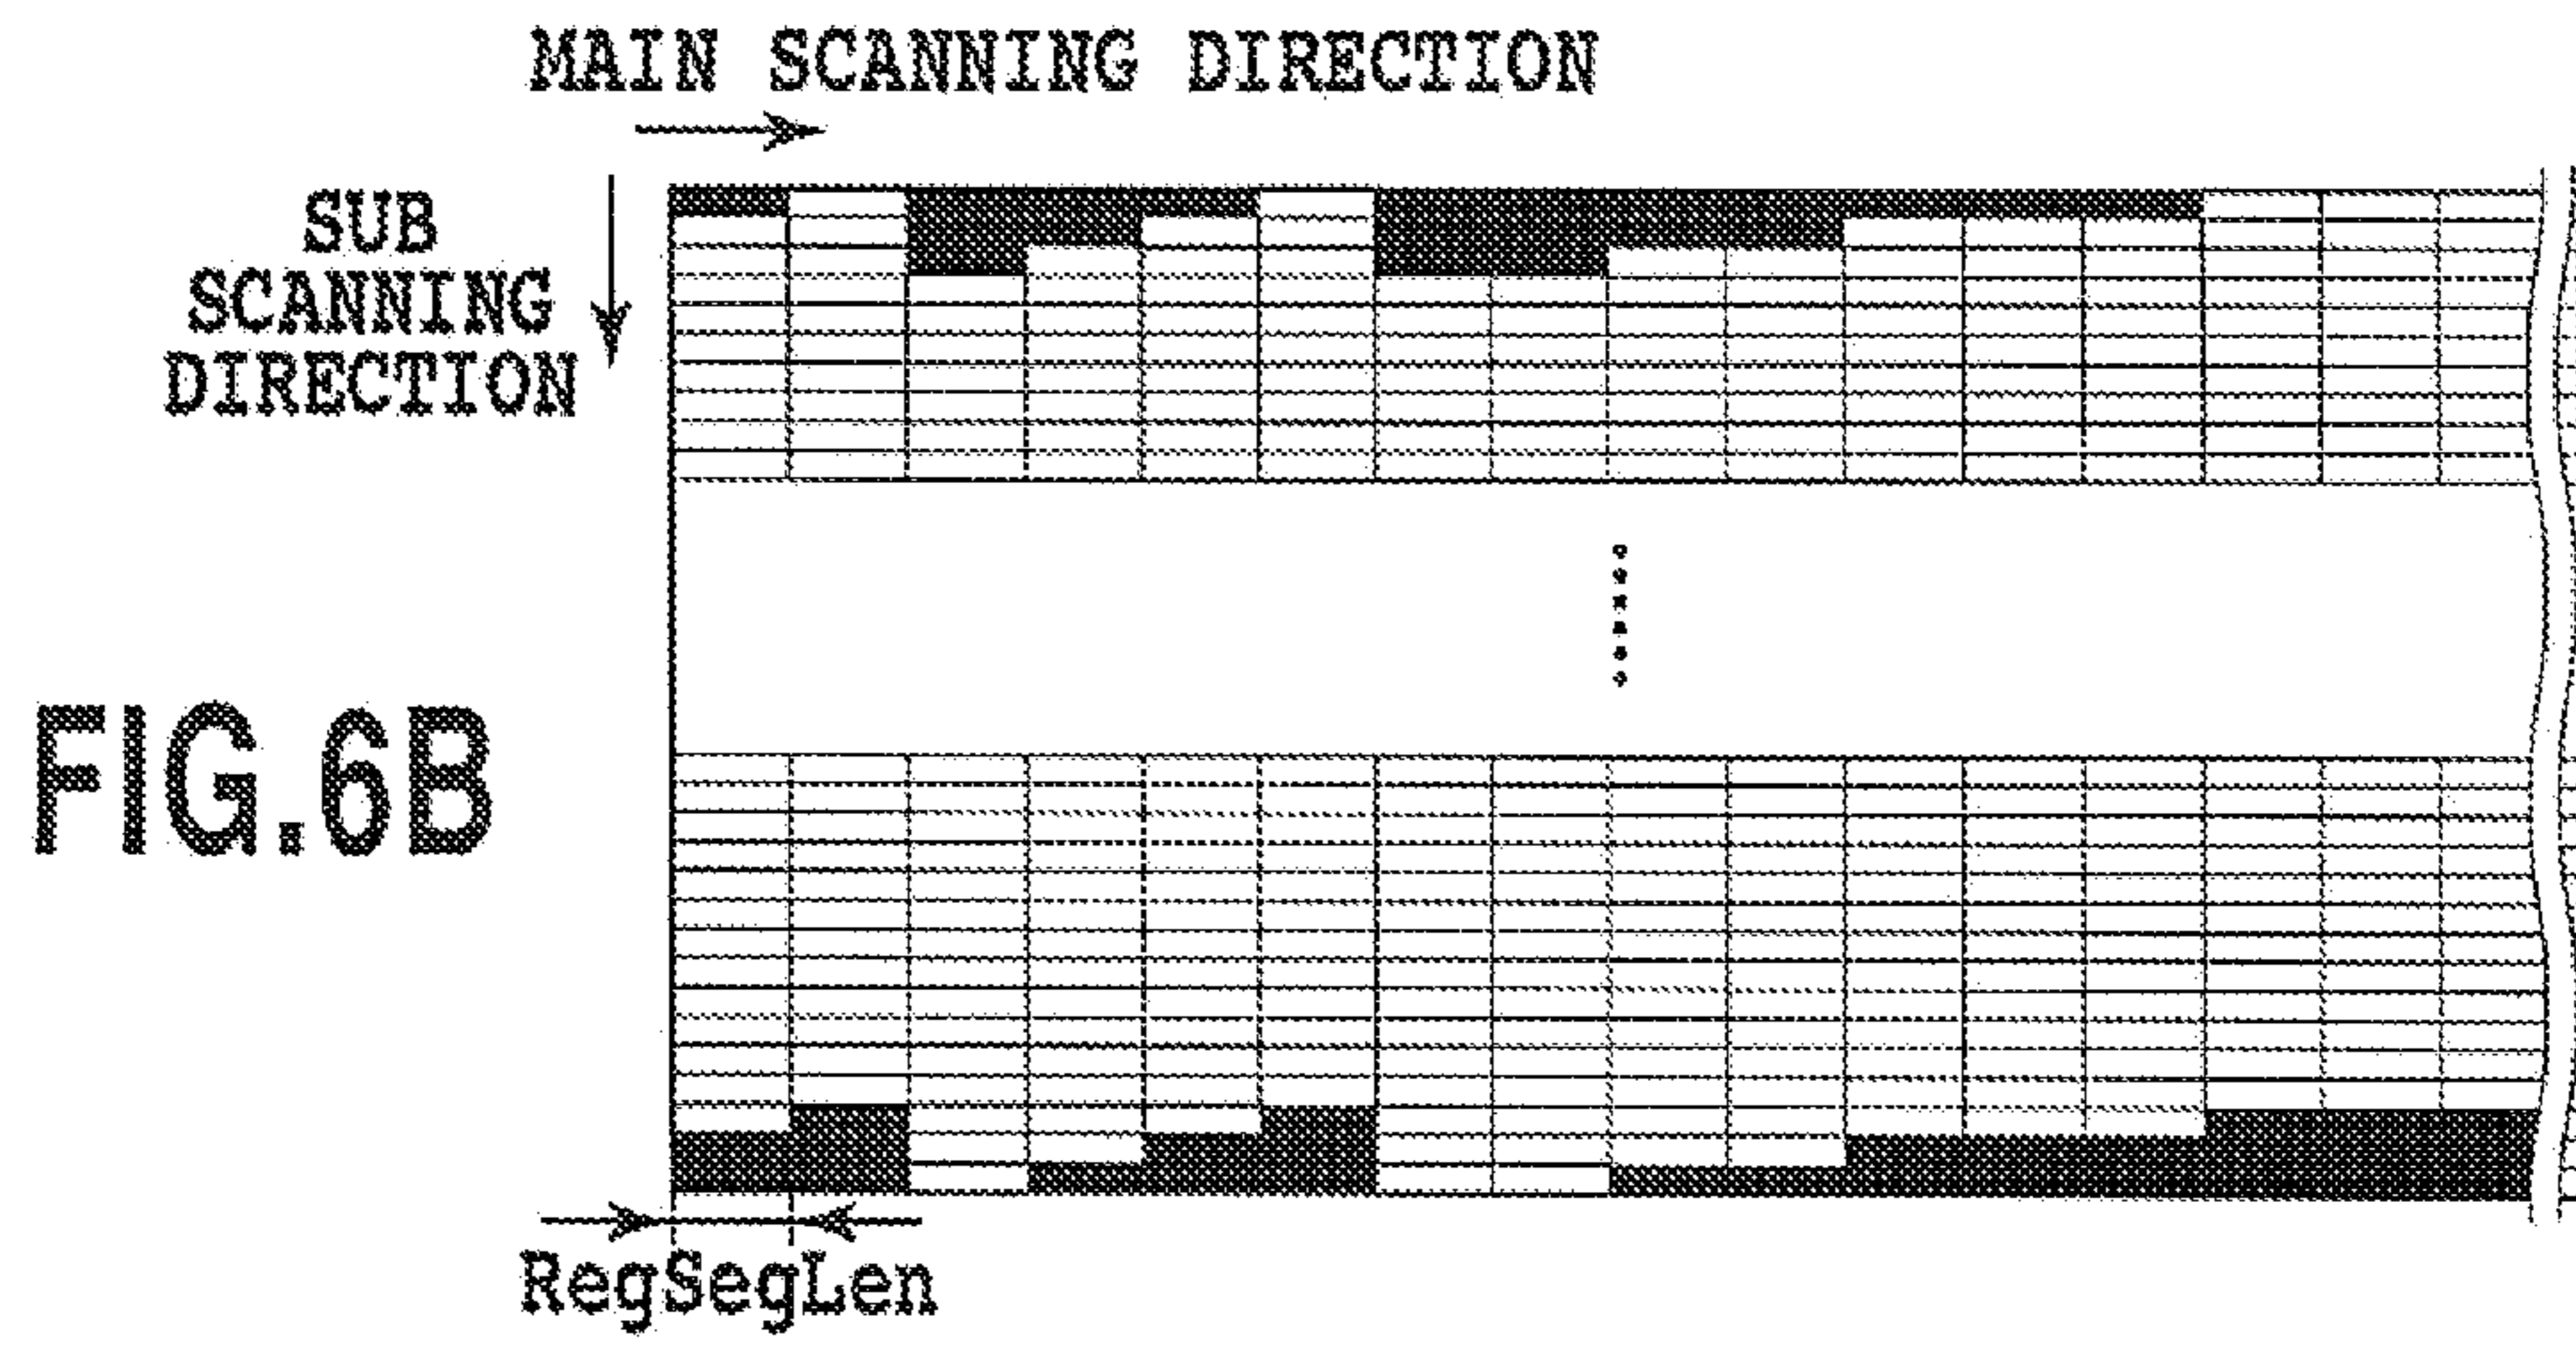 MAIN SCANNING DIRECTION
SUB
SCANNING
DIRECTION
FIG.6B
RegSegLen